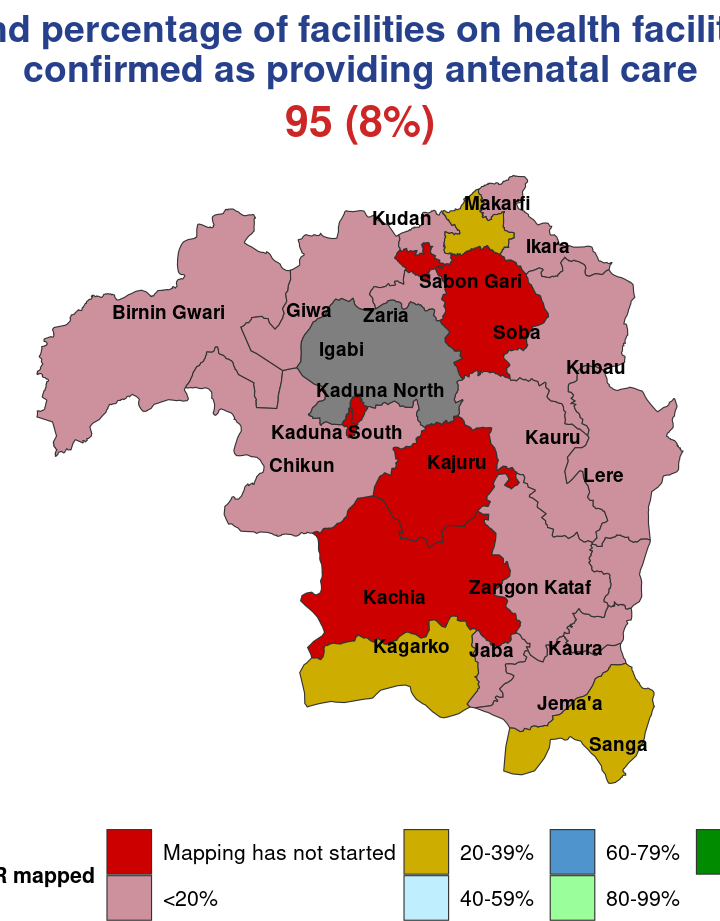 percentage of facilities on health
confirmed as providing antenatal care
95 (8%)
Makarfi
Kudan
Ikara
Sabon Gari
Birnin Gwari
Giwa
Zaria
Soba
Igabi
Kubau
Kaduna North
Kaduna South
Kauru
Chikun
Kajuru
Lere
Kachia
Zangon Kataf
Kagarko
Jaba
Kaura
Jema'a
Sanga
Mapping has not started
20-39%
60-79%
R mapped
<20%
40-59%
80-99%